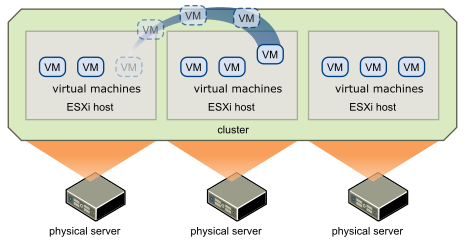 VM VM VM VM
VM VM VM VM VM VM VM VM VM
virtual machines virtual machines virtual machines
ESXi host ESXi host ESXi host
cluster
physical server physical server physical server